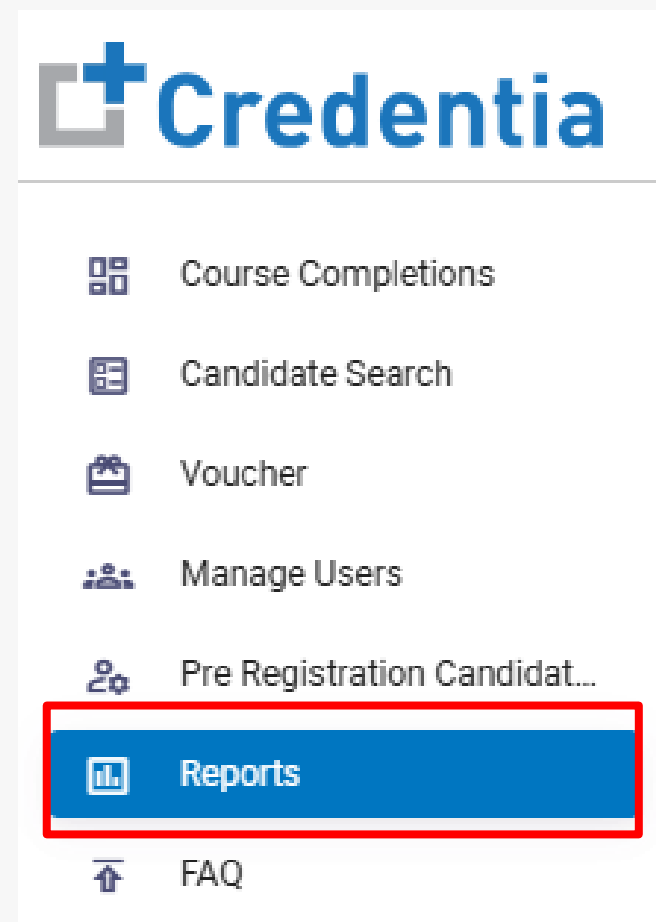 Credentia
Course Completions
Candidate Search
Voucher
Manage Users
Pre Registration Candidat...
Reports
FAQ